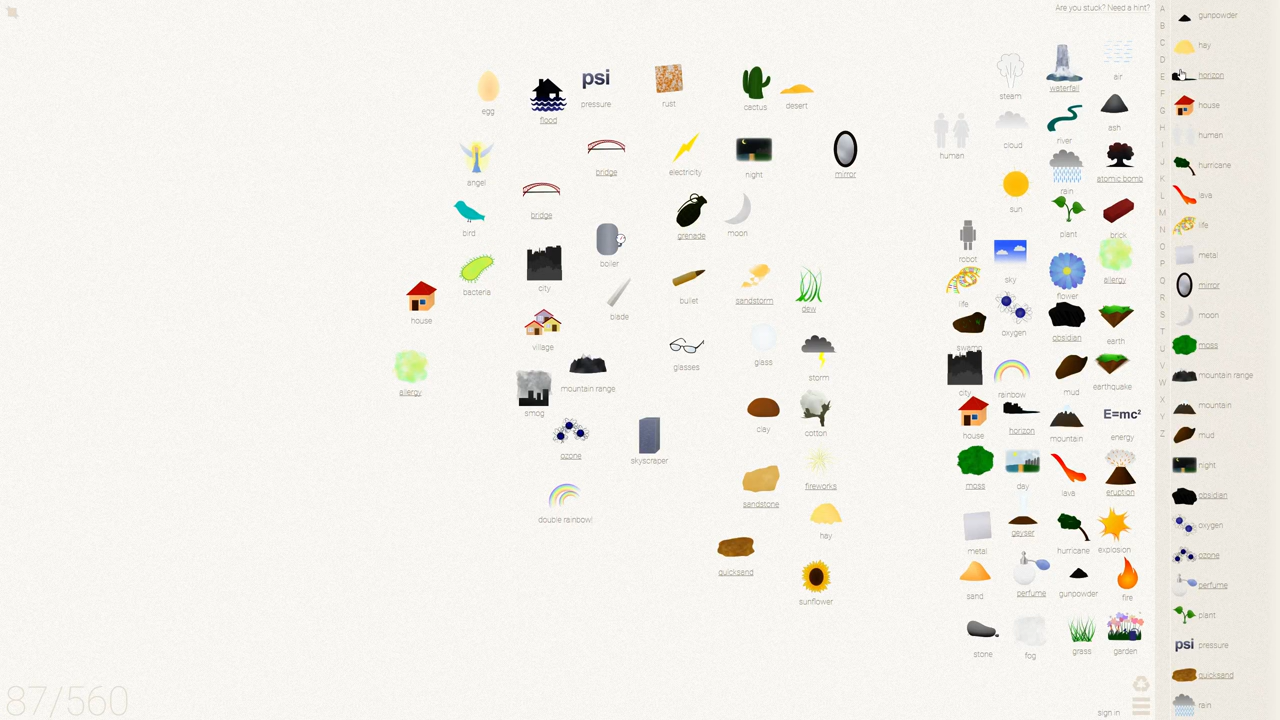 Are you stuck? Need a hint?
egg
flood
psi
pressure
rust
cactus
desert
steam
waterfall
air
human
cloud
river
ash
angel
bridge
electricity
night
mirror
rain
atomic bomb
bird
bridge
grenade
moon
sun
plant
brick
bacteria
city
boiler
bullet
sandstorm
dew
robot
sky
flower
allergy
house
blade
life
oxygen
obsidian
earth
village
glasses
glass
storm
swamp
allergy
smog
mountain range
clay
cotton
city
rainbow
mud
earthquake
ozone
skyscraper
house
horizon
mountain
E=mc²
energy
double rainbow!
sandstone
fireworks
moss
day
lava
eruption
hay
metal
geyser
hurricane
explosion
quicksand
sunflower
sand
perfume
gunpowder
fire
stone
fog
grass
garden
87/560
sign in
A
B
C
D
E
F
G
H
I
J
K
L
M
N
O
P
Q
R
S
T
U
V
W
X
Y
Z
gunpowder
hay
horizon
house
human
hurricane
lava
life
metal
mirror
moon
moss
mountain range
mountain
mud
night
obsidian
oxygen
ozone
perfume
plant
psi
pressure
quicksand
rain